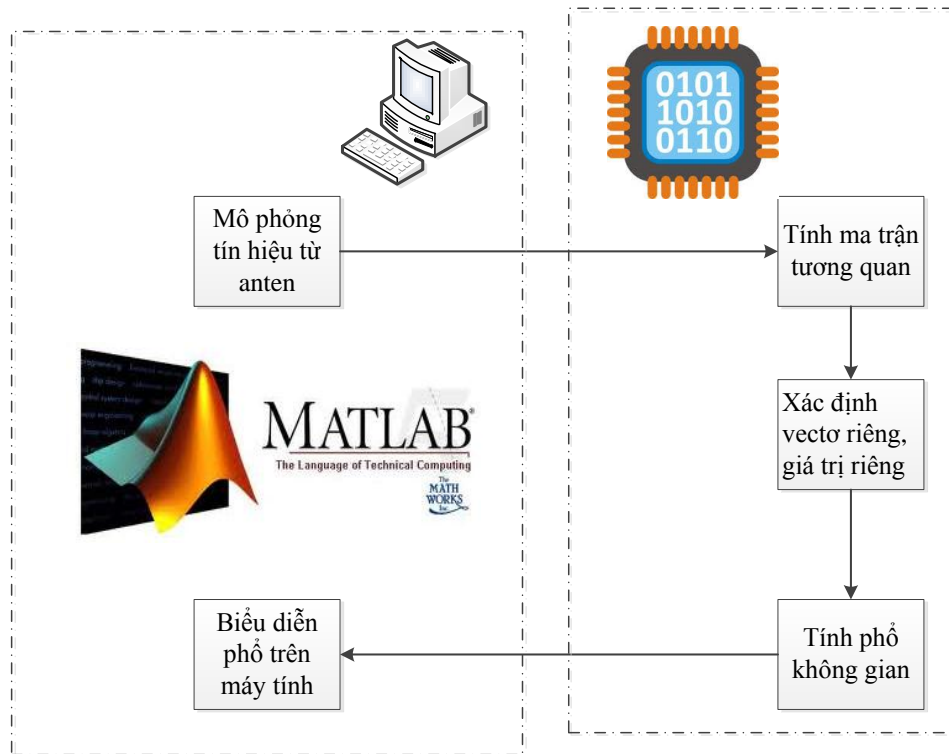 0101
1010
0110
Mô phỏng
tín hiệu từ
anten
Tính ma trận
tương quan
MATLAB®
The Language of Technical Computing
The
MATH
WORKS
Inc.
Xác định
vectơ riêng,
giá trị riêng
Biểu diễn
phổ trên
máy tính
Tính phổ
không gian